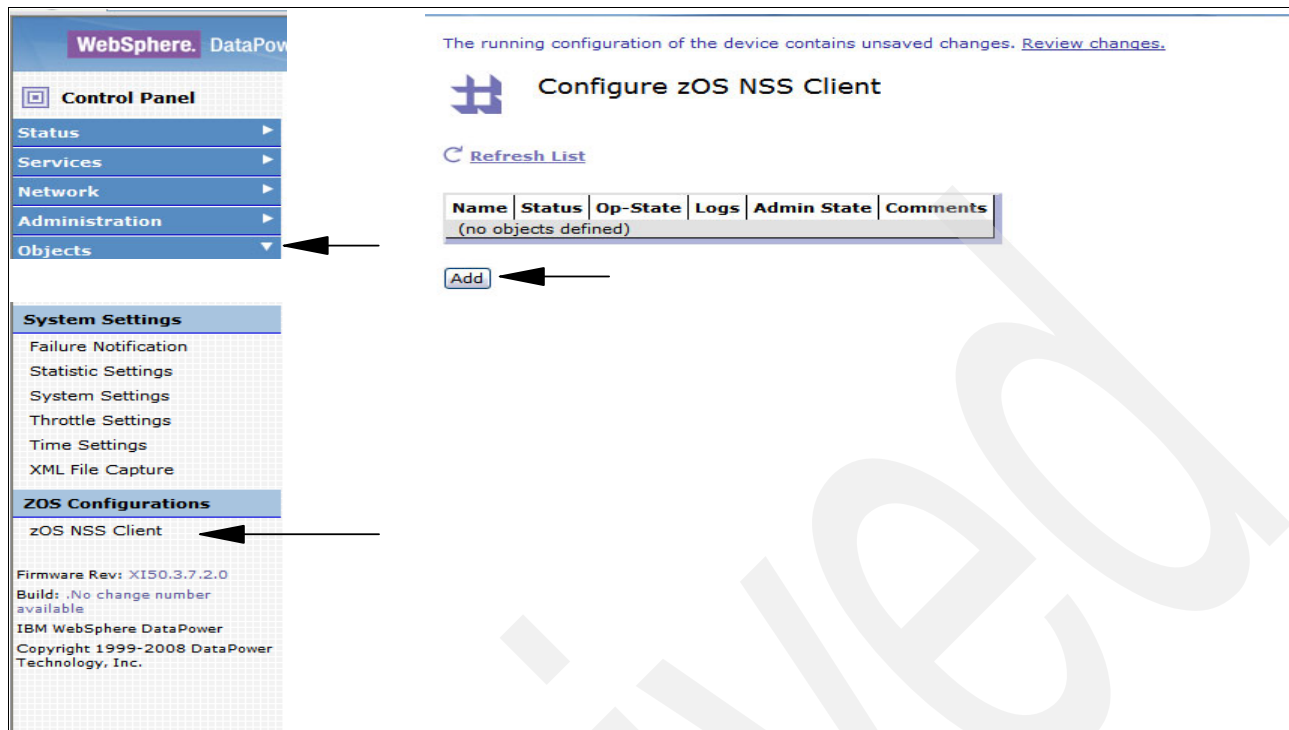 WebSphere. DataPow
Control Panel
Status
Services
Network
Administration
Objects
System Settings
Failure Notification
Statistic Settings
System Settings
Throttle Settings
Time Settings
XML File Capture
ZOS Configurations
zOS NSS Client
Firmware Rev: XI50.3.7.2.0
Build: .No change number
available
IBM WebSphere DataPower
Copyright 1999-2008 DataPower
Technology, Inc.
The running configuration of the device contains unsaved changes. Review changes.
Configure zOS NSS Client
Refresh List
Name Status Op-State Logs Admin State Comments
(no objects defined)
Add
ived